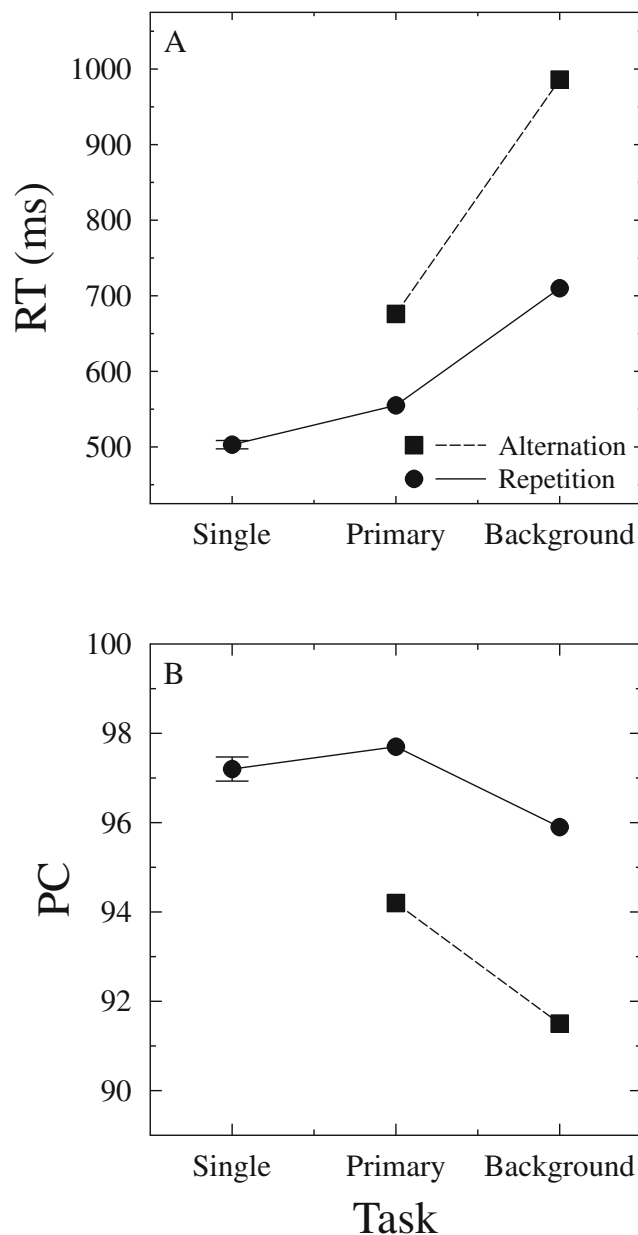 A
1000
900
800
700
600
500
RT (ms)
Alternation
Repetition
Single Primary Background
B
100
98
96
94
92
90
PC
Single Primary Background
Task